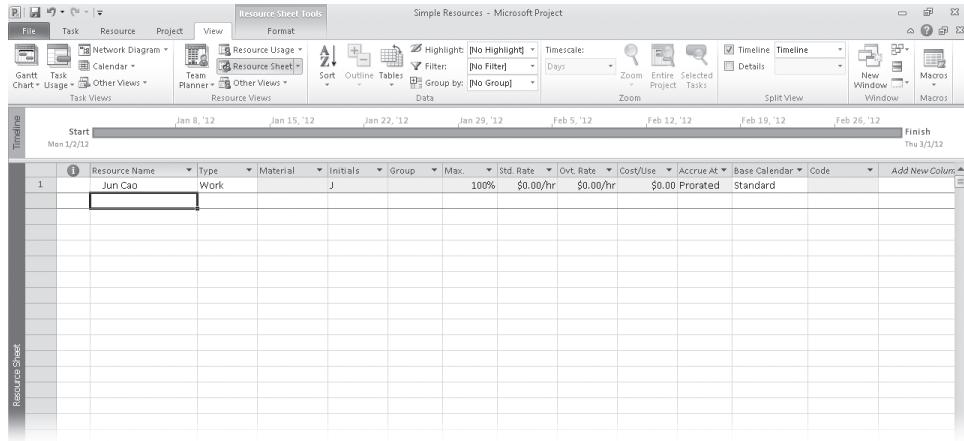 Resource Sheet Tools
Simple Resources - Microsoft Project
File Task Resource Project View Format
Gantt Chart
Task Usage
Network Diagram
Calendar
Other Views
Task Views
Team Planner
Resource Usage
Resource Sheet
Other Views
Resource Views
Sort
Outline
Tables
Highlight: [No Highlight]
Filter: [No Filter]
Group by: [No Group]
Data
Timescale:
Days
Zoom
Entire Project
Selected Tasks
Zoom
Timeline Timeline
Details
Split View
New Window
Window
Macros
Macros
Timeline
Jan 8, '12 Jan 15, '12 Jan 22, '12 Jan 29, '12 Feb 5, '12 Feb 12, '12 Feb 19, '12 Feb 26, '12
Start
Mon 1/2/12
Finish
Thu 3/1/12
Resource Name Type Material Initials Group Max. Std. Rate Ovt. Rate Cost/Use Accrue At Base Calendar Code Add New Colum
1 Jun Cao Work J 100% $0.00/hr $0.00/hr $0.00 Prorated Standard
Resource Sheet